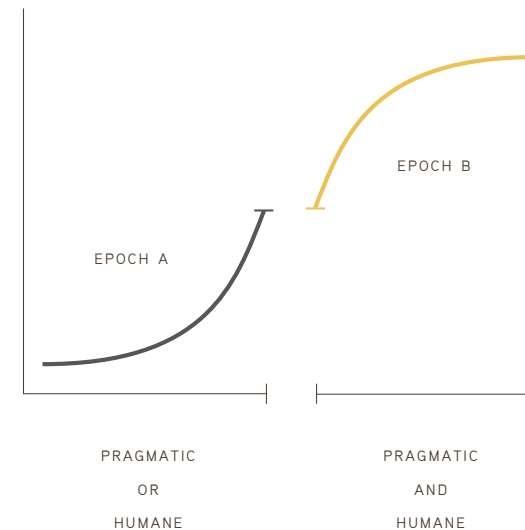 EPOCH B
EPOCH A
PRAGMATIC
OR
HUMANE
PRAGMATIC
AND
HUMANE